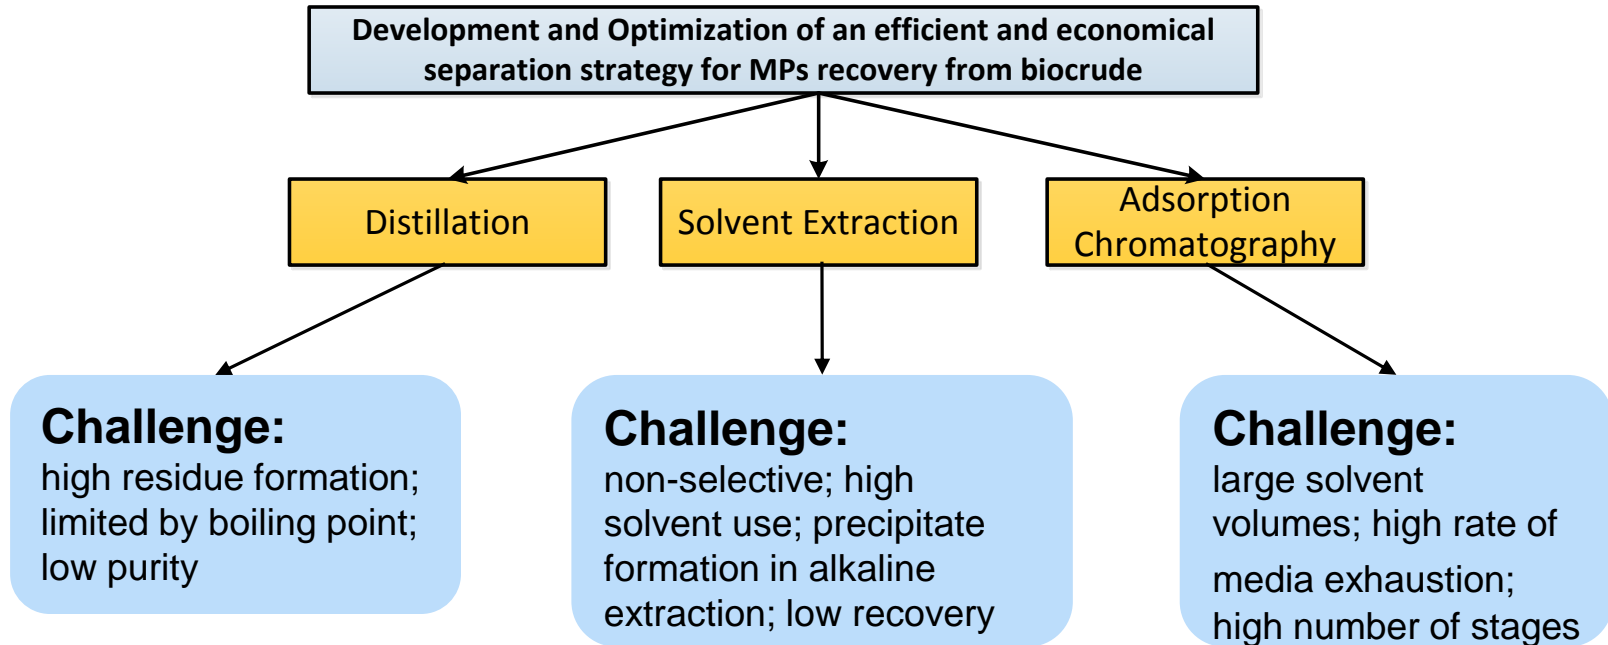 Development and Optimization of an efficient and economical
separation strategy for MPs recovery from biocrude
Distillation
Solvent Extraction
Adsorption
Chromatography
Challenge:
high residue formation;
limited by boiling point;
low purity
Challenge:
non-selective; high
solvent use; precipitate
formation in alkaline
extraction; low recovery
Challenge:
large solvent
volumes; high rate of
media exhaustion;
high number of stages